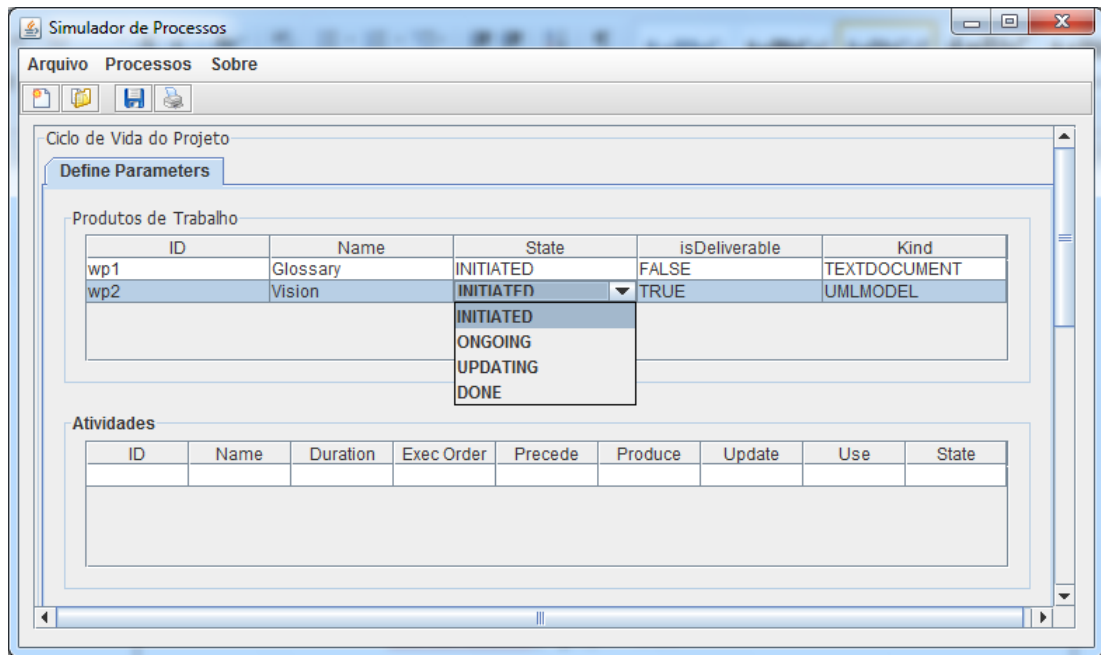 Simulador de Processos
Arquivo Processos Sobre
Ciclo de Vida do Projeto
Define Parameters
Produtos de Trabalho
ID Name State isDeliverable Kind
wp1 Glossary INITIATED FALSE TEXTDOCUMENT
wp2 Vision INITIATED TRUE UMLMODEL
INITIATED
ONGOING
UPDATING
DONE
Atividades
ID Name Duration Exec Order Precede Produce Update Use State